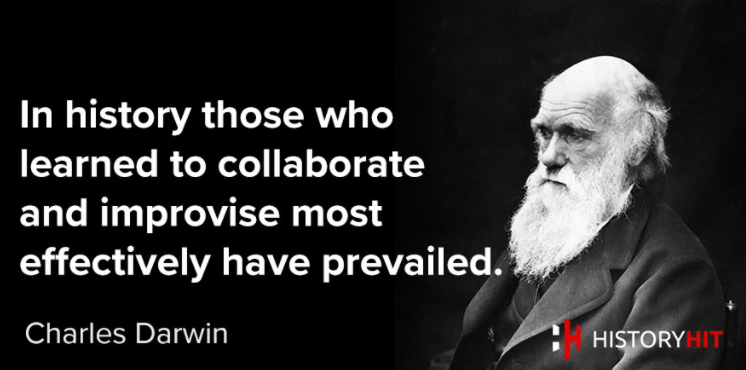 In history those who
learned to collaborate
and improvise most
effectively have prevailed.
Charles Darwin
HISTORYHIT